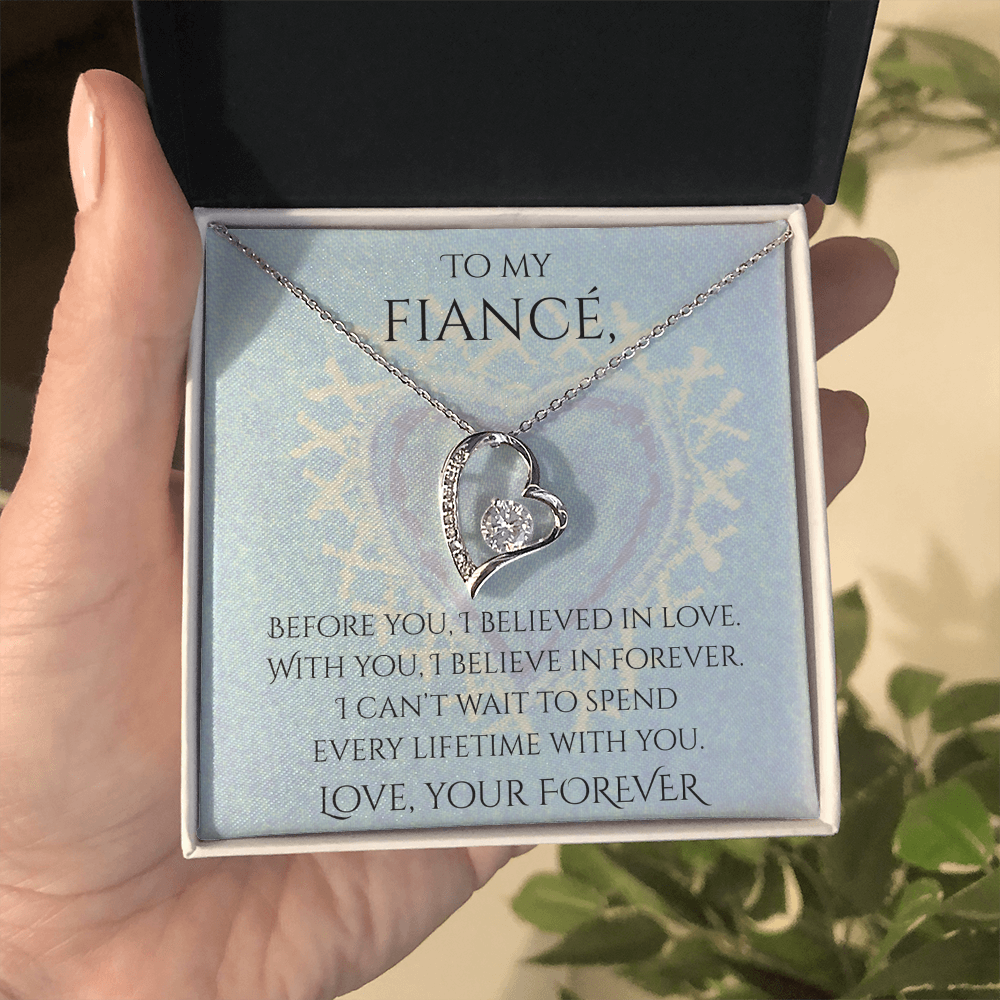 To my
fiancé,
Before you, I believed in love.
With you, I believe in forever.
I can't wait to spend
every lifetime with you.
Love, your Forever